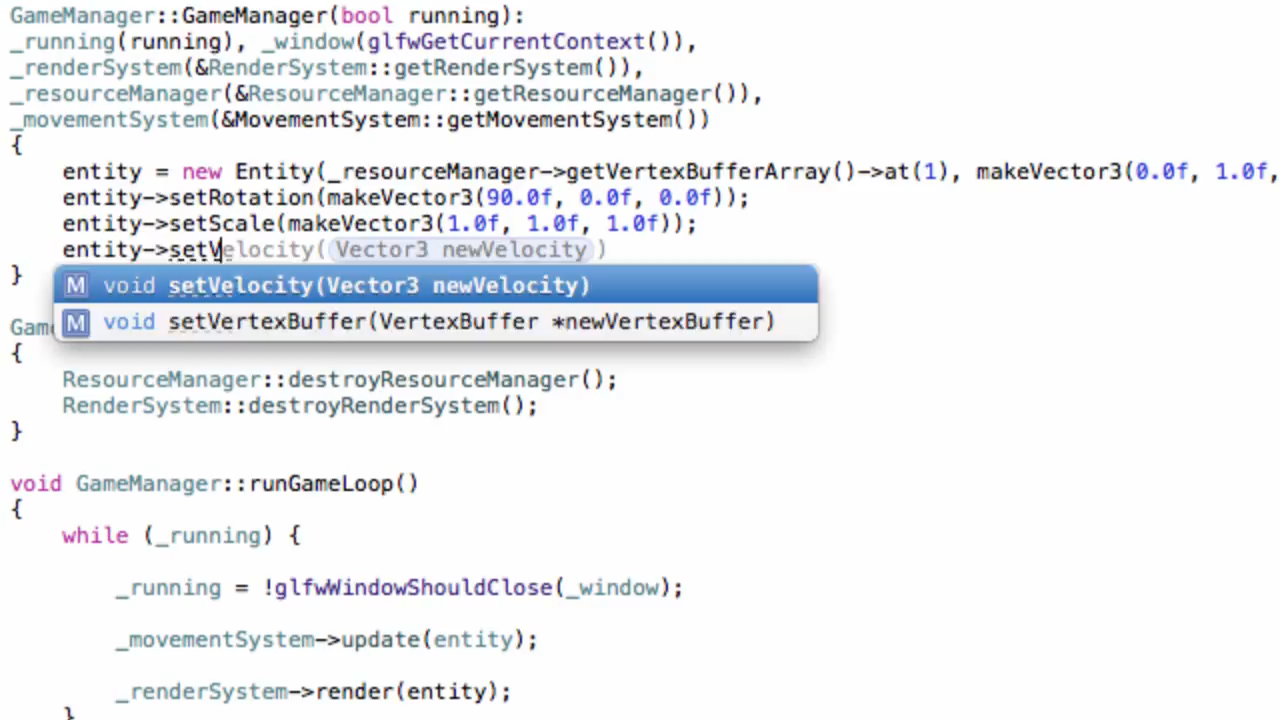 GameManager::GameManager(bool running):
_running(running), _window(glfwGetCurrentContext()),
_renderSystem(&RenderSystem::getRenderSystem()),
_resourceManager(&ResourceManager::getResourceManager()),
_movementSystem(&MovementSystem::getMovementSystem())
{
    entity = new Entity(_resourceManager->getVertexBufferArray()->at(1), makeVector3(0.0f, 1.0f,
    entity->setRotation(makeVector3(90.0f, 0.0f, 0.0f));
    entity->setScale(makeVector3(1.0f, 1.0f, 1.0f));
    entity->setVelocity(Vector3 newVelocity)
}
M void setVelocity(Vector3 newVelocity)
M void setVertexBuffer(VertexBuffer *newVertexBuffer)
Gam
{
    ResourceManager::destroyResourceManager();
    RenderSystem::destroyRenderSystem();
}
void GameManager::runGameLoop()
{
    while (_running) {
        _running = !glfwWindowShouldClose(_window);
        _movementSystem->update(entity);
        _renderSystem->render(entity);
    }